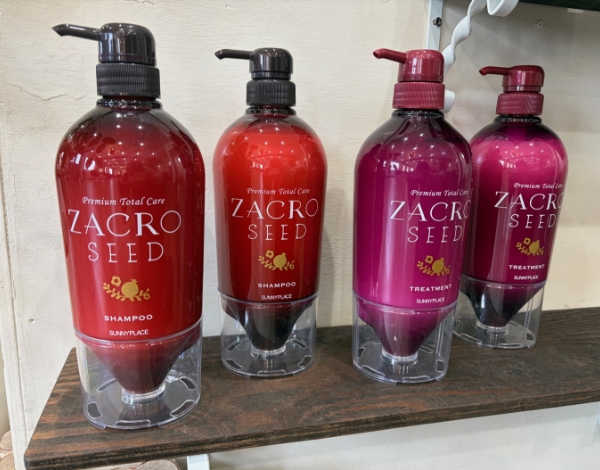 Premium Total Care
ZACRO
SEED
SHAMPOO
SUNNYPLACE
Premium Total Care
ZACRO
SEED
SHAMPOO
SUNNYPLACE
Premium Total Care
ZACRO
SEED
TREATMENT
SUNNYPLACE
Premium Total Care
ZACRO
SEED
TREATMENT
SUNNYPLACE